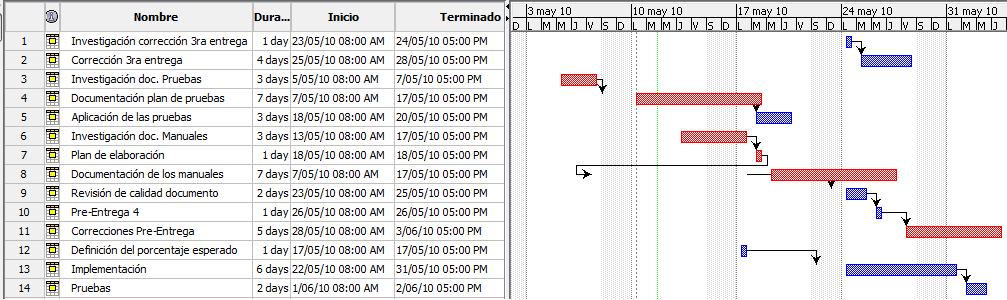 Nombre Dura... Inicio Terminado
3 may 10 10 may 10 17 may 10 24 may 10 31 may 10
D L M M J V S D L M M J V S D L M M J V S D L M M J V S D L M M J
1 Investigación corrección 3ra entrega 1 day 23/05/10 08:00 AM 24/05/10 05:00 PM
2 Corrección 3ra entrega 4 days 25/05/10 08:00 AM 28/05/10 05:00 PM
3 Investigación doc. Pruebas 3 days 5/05/10 08:00 AM 7/05/10 05:00 PM
4 Documentación plan de pruebas 7 days 7/05/10 08:00 AM 17/05/10 05:00 PM
5 Aplicación de las pruebas 3 days 18/05/10 08:00 AM 20/05/10 05:00 PM
6 Investigación doc. Manuales 3 days 13/05/10 08:00 AM 17/05/10 05:00 PM
7 Plan de elaboración 1 day 18/05/10 08:00 AM 18/05/10 05:00 PM
8 Documentación de los manuales 7 days 7/05/10 08:00 AM 17/05/10 05:00 PM
9 Revisión de calidad documento 2 days 23/05/10 08:00 AM 25/05/10 05:00 PM
10 Pre-Entrega 4 1 day 26/05/10 08:00 AM 26/05/10 05:00 PM
11 Correcciones Pre-Entrega 5 days 28/05/10 08:00 AM 3/06/10 05:00 PM
12 Definición del porcentaje esperado 1 day 17/05/10 08:00 AM 17/05/10 05:00 PM
13 Implementación 6 days 22/05/10 08:00 AM 31/05/10 05:00 PM
14 Pruebas 2 days 1/06/10 08:00 AM 2/06/10 05:00 PM